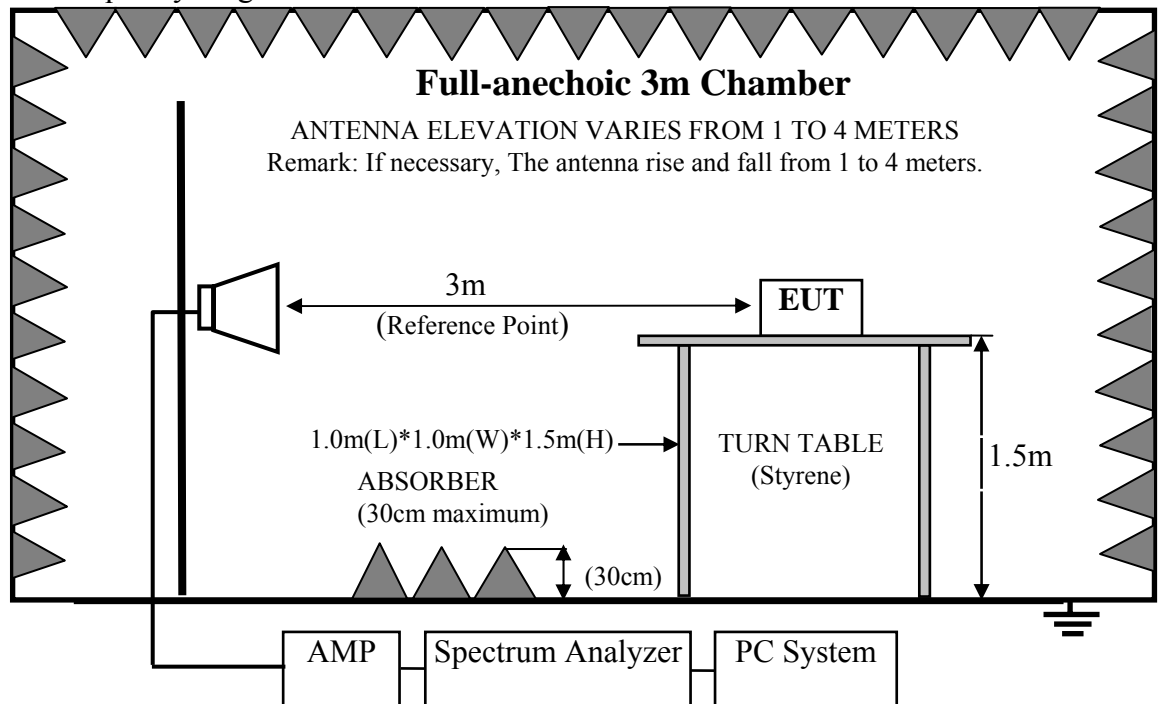 Full-anechoic 3m Chamber
ANTENNA ELEVATION VARIES FROM 1 TO 4 METERS
Remark: If necessary, The antenna rise and fall from 1 to 4 meters.
3m
(Reference Point)
EUT
1.0m(L)*1.0m(W)*1.5m(H)
TURN TABLE
(Styrene)
1.5m
ABSORBER
(30cm maximum)
(30cm)
AMP
Spectrum Analyzer
PC System